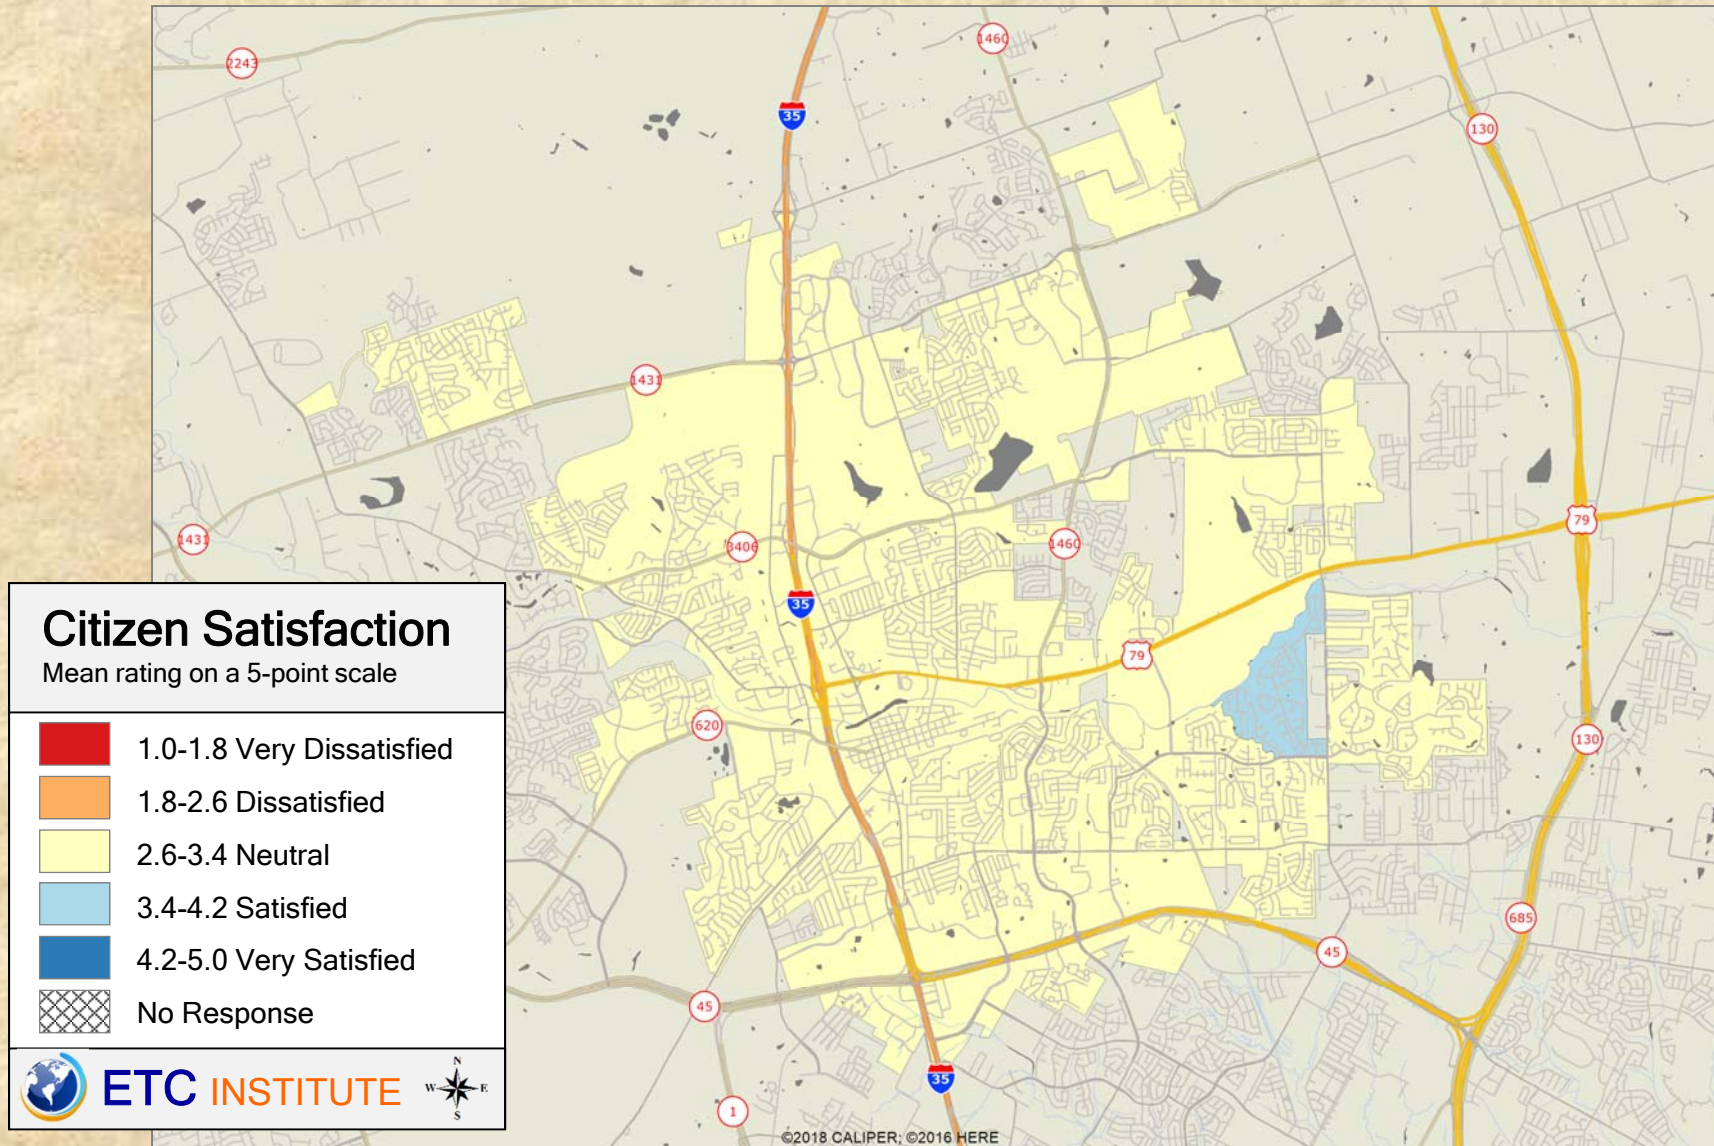 2243
1460
35
130
1431
1431
3406
1460
79
35
79
620
130
685
45
45
35
1
Citizen Satisfaction
Mean rating on a 5-point scale
1.0-1.8 Very Dissatisfied
1.8-2.6 Dissatisfied
2.6-3.4 Neutral
3.4-4.2 Satisfied
4.2-5.0 Very Satisfied
No Response
ETC INSTITUTE
N
W E
S
©2018 CALIPER; ©2016 HERE